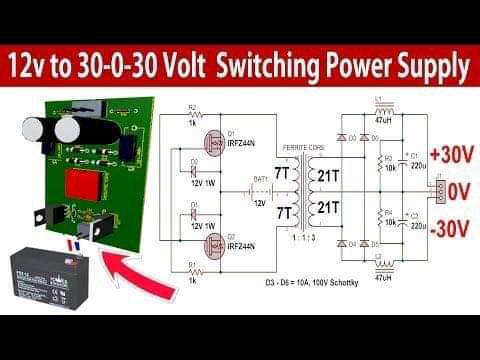 12v to 30-0-30 Volt Switching Power Supply
R2
1k
Q1
IRFZ44N
D2
12V 1W
D1
12V 1W
Q2
IRFZ44N
R1
1k
BAT1
12V
FERRITE CORE
7T
21T
7T
21T
1 : 1 : 3
L1
47uH
D3
D5
R3
10k
C1
220u
R4
10k
C2
220u
L2
47uH
J1
+30V
0V
-30V
D3 - D6 = 10A, 100V Schottky